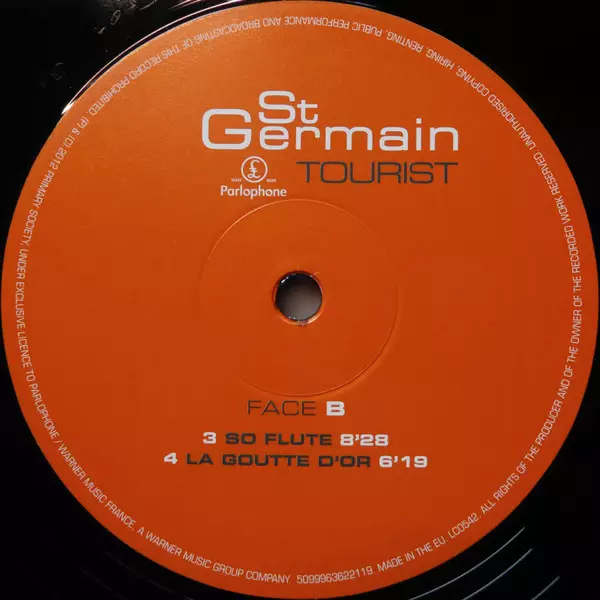 St
Germain
TOURIST
£
Parlophone
FACE B
3 SO FLUTE 8'28
4 LA GOUTTE D'OR 6'19
(P) & (C) 2012 PRIMARY SOCIETY, UNDER EXCLUSIVE LICENCE TO PARLOPHONE / WARNER MUSIC FRANCE, A WARNER MUSIC GROUP COMPANY. 5099963622119. MADE IN THE EU. LC0542. ALL RIGHTS OF THE PRODUCER AND OF THE OWNER OF THE RECORDED WORK RESERVED. UNAUTHORISED COPYING, HIRING, RENTING, PUBLIC PERFORMANCE AND BROADCASTING OF THIS RECORD PROHIBITED.